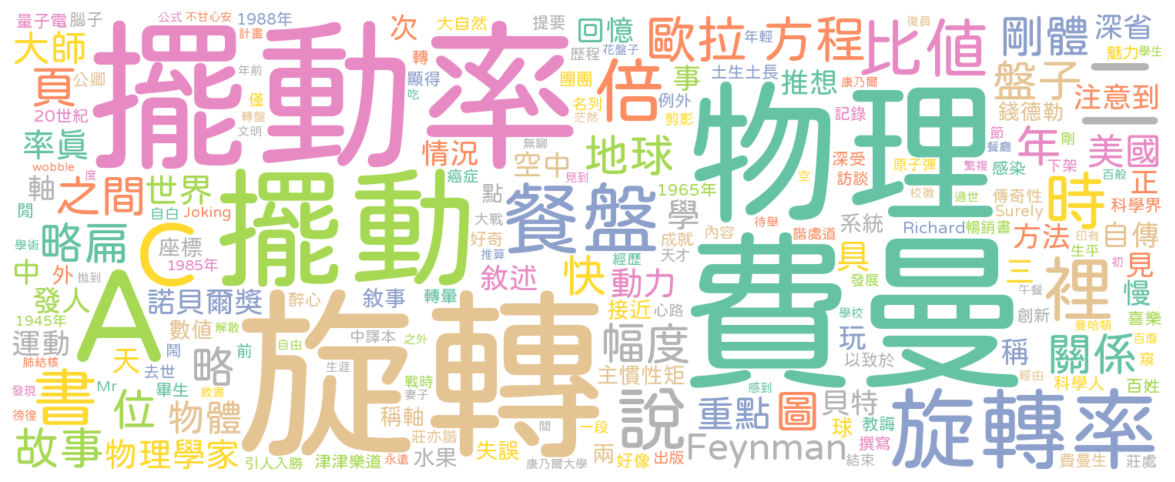 量子電 腦子 公式 不甘心安 1988年 次 大自然 提要 回憶 歐拉 年輕 方程 復員 比值 剛體 深省
大師 擺動率 計畫 轉 歷程 花盤子 魅力 學生
頁 公卿 顯得 團團 倍 事 土生土長 推想 康乃爾 盤子 二 注意到
20世紀 年前 僅 名列 例外 物理 錢德勒
率真 轉盤 吃 茫然 剪影 記錄 節 剛 年 美國
wobble 文明 情況 無聊 地球 深受 原子彈 餐廳 下架
度 癌症 空中 見到 訪談 繁複 感染 百般 正
軸 之間 世界 擺動 點 餐盤 1965年 空 校徽 過世 傳奇性 科學界
閒 自白 Joking 大戰 學 待舉 系統 Surely 時 自傳
略扁 C 座標 好奇 成就 內容 諧處道 Richard 暢銷書 方法 生平 印有
學術 1985年 推算 天才 費曼
中 外 拋到 敘述 經歷 快 具 三 見 初
發人 A 諾貝爾獎 醉心 敘事 轉暈 動力 發展 裡 慢
1945年 解散 旋轉 接近 心路 學校 午餐 創新 喜樂
運動 數值 中譯本 之外 幅度 玩 曼哈頓 百廢
肺結核 天 鬧 前 自由 以致於 稱 關係 窺
發現 書 Mr 去世 略 生涯 戰時 主慣性矩 感到 經由 科學人
徬徨 位 畢生 教書 妻子 說 重點 圖 貝特 旋轉率 百姓
物體 稱軸 間 一段 教誨
故事 莊亦諧 失誤 兩 Feynman 球 撰寫
物理學家 引人入勝 津津樂道 永遠 水果 康乃爾大學 好像 出版 結束 費曼生 莊處